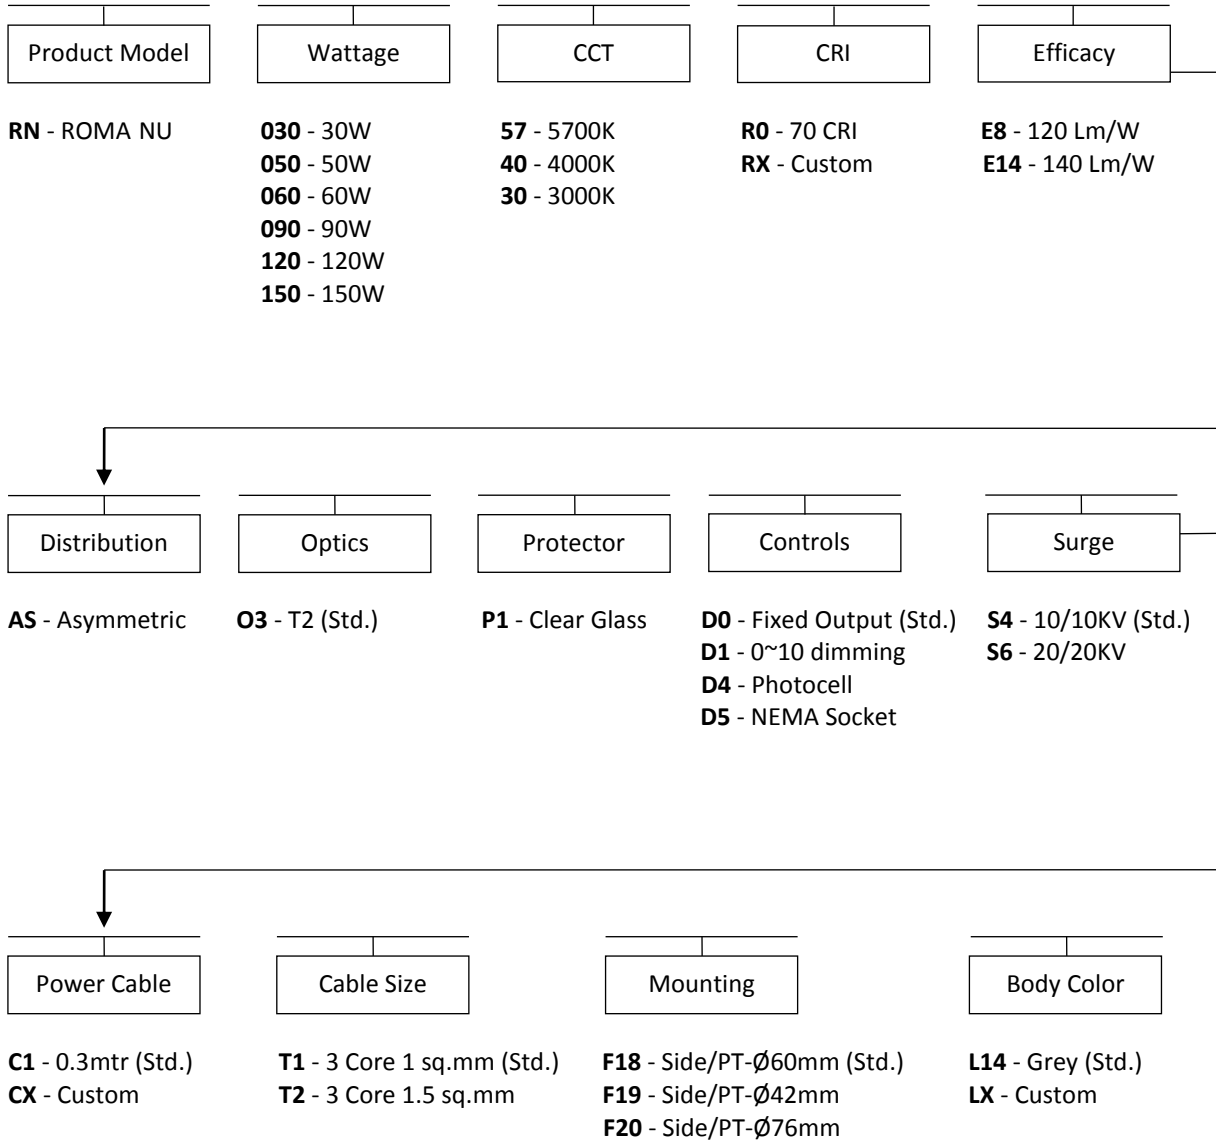 Product Model Wattage CCT CRI Efficacy
RN - ROMA NU 030 - 30W 57 - 5700K R0 - 70 CRI E8 - 120 Lm/W
050 - 50W 40 - 4000K RX - Custom E14 - 140 Lm/W
060 - 60W 30 - 3000K
090 - 90W
120 - 120W
150 - 150W
Distribution Optics Protector Controls Surge
AS - Asymmetric O3 - T2 (Std.) P1 - Clear Glass D0 - Fixed Output (Std.) S4 - 10/10KV (Std.)
D1 - 0~10 dimming S6 - 20/20KV
D4 - Photocell
D5 - NEMA Socket
Power Cable Cable Size Mounting Body Color
C1 - 0.3mtr (Std.) T1 - 3 Core 1 sq.mm (Std.) F18 - Side/PT-Ø60mm (Std.) L14 - Grey (Std.)
CX - Custom T2 - 3 Core 1.5 sq.mm F19 - Side/PT-Ø42mm LX - Custom
F20 - Side/PT-Ø76mm